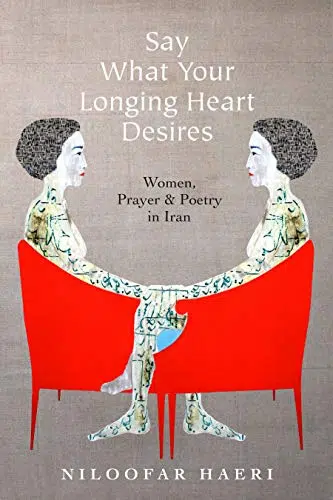 Say
What Your
Longing Heart
Desires
Women,
Prayer & Poetry
in Iran
NILOOFAR HAERI